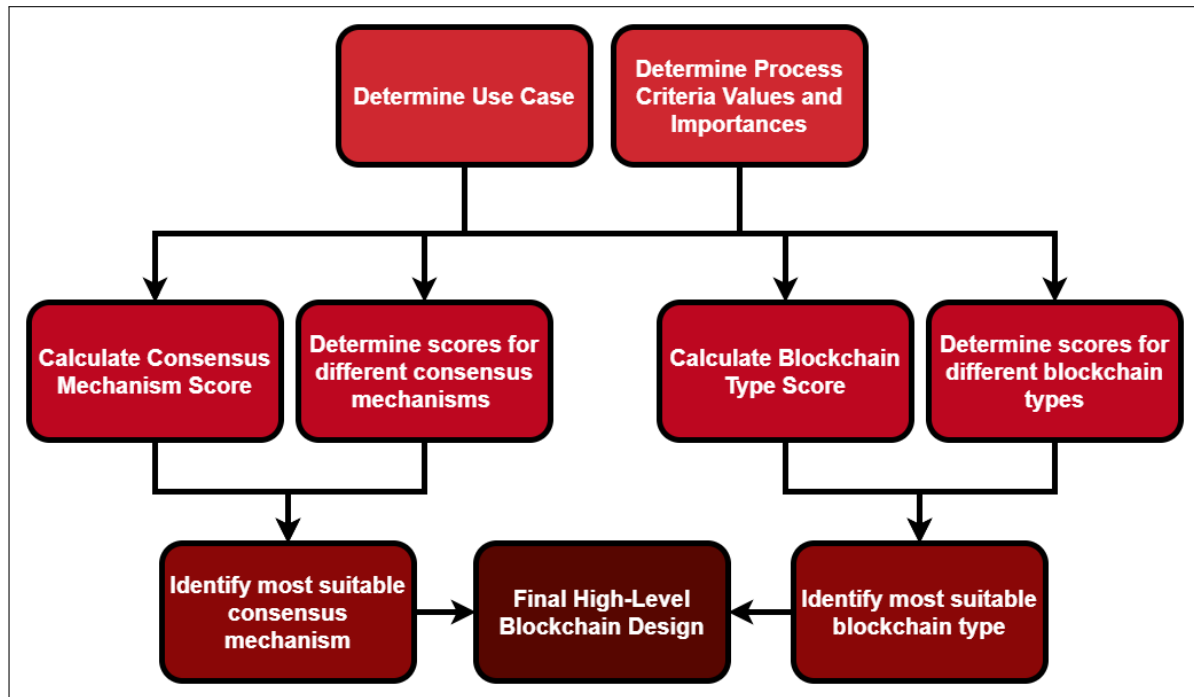 Determine Use Case
Determine Process
Criteria Values and
Importances
Calculate Consensus
Mechanism Score
Determine scores for
different consensus
mechanisms
Calculate Blockchain
Type Score
Determine scores for
different blockchain
types
Identify most suitable
consensus
mechanism
Final High-Level
Blockchain Design
Identify most suitable
blockchain type